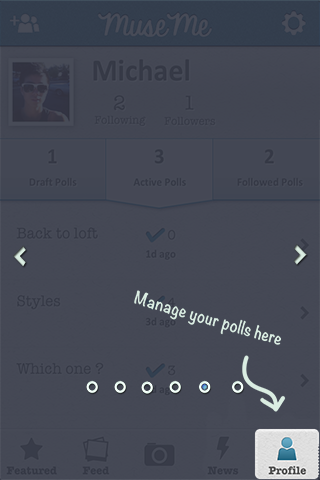 Muse Me
Michael
2 1
Following Followers
1 3 2
Draft Polls Active Polls Followed Polls
Back to loft 0
1d ago
Styles
3d ago
Manage your polls here
Which one ? 3
ago
Featured Feed News Profile